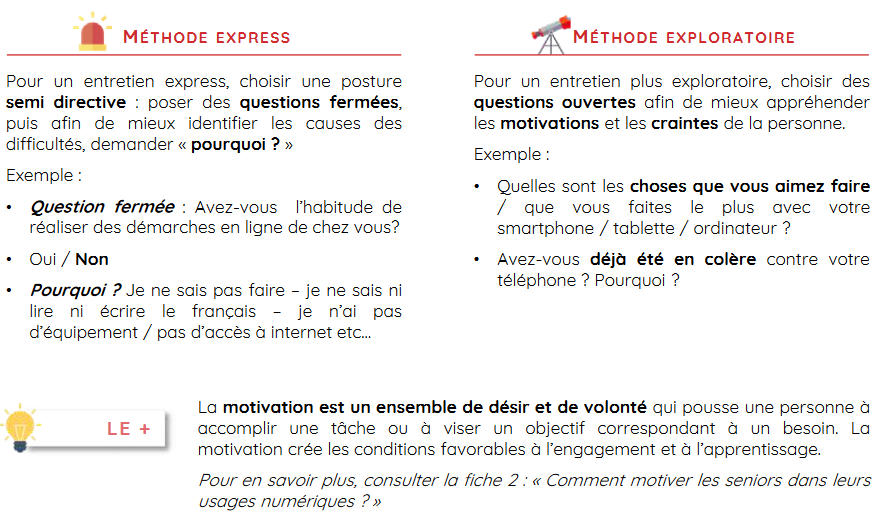 MÉTHODE EXPRESS
Pour un entretien express, choisir une posture
semi directive : poser des questions fermées,
puis afin de mieux identifier les causes des
difficultés, demander « pourquoi ? »
Exemple :
• Question fermée : Avez-vous l’habitude de
réaliser des démarches en ligne de chez vous?
• Oui / Non
• Pourquoi ? Je ne sais pas faire – je ne sais ni
lire ni écrire le français – je n’ai pas
d’équipement / pas d’accès à internet etc…
MÉTHODE EXPLORATOIRE
Pour un entretien plus exploratoire, choisir des
questions ouvertes afin de mieux appréhender
les motivations et les craintes de la personne.
Exemple :
• Quelles sont les choses que vous aimez faire
/ que vous faites le plus avec votre
smartphone / tablette / ordinateur ?
• Avez-vous déjà été en colère contre votre
téléphone ? Pourquoi ?
LE +
La motivation est un ensemble de désir et de volonté qui pousse une personne à
accomplir une tâche ou à viser un objectif correspondant à un besoin. La
motivation crée les conditions favorables à l’engagement et à l’apprentissage.
Pour en savoir plus, consulter la fiche 2 : « Comment motiver les seniors dans leurs
usages numériques ? »